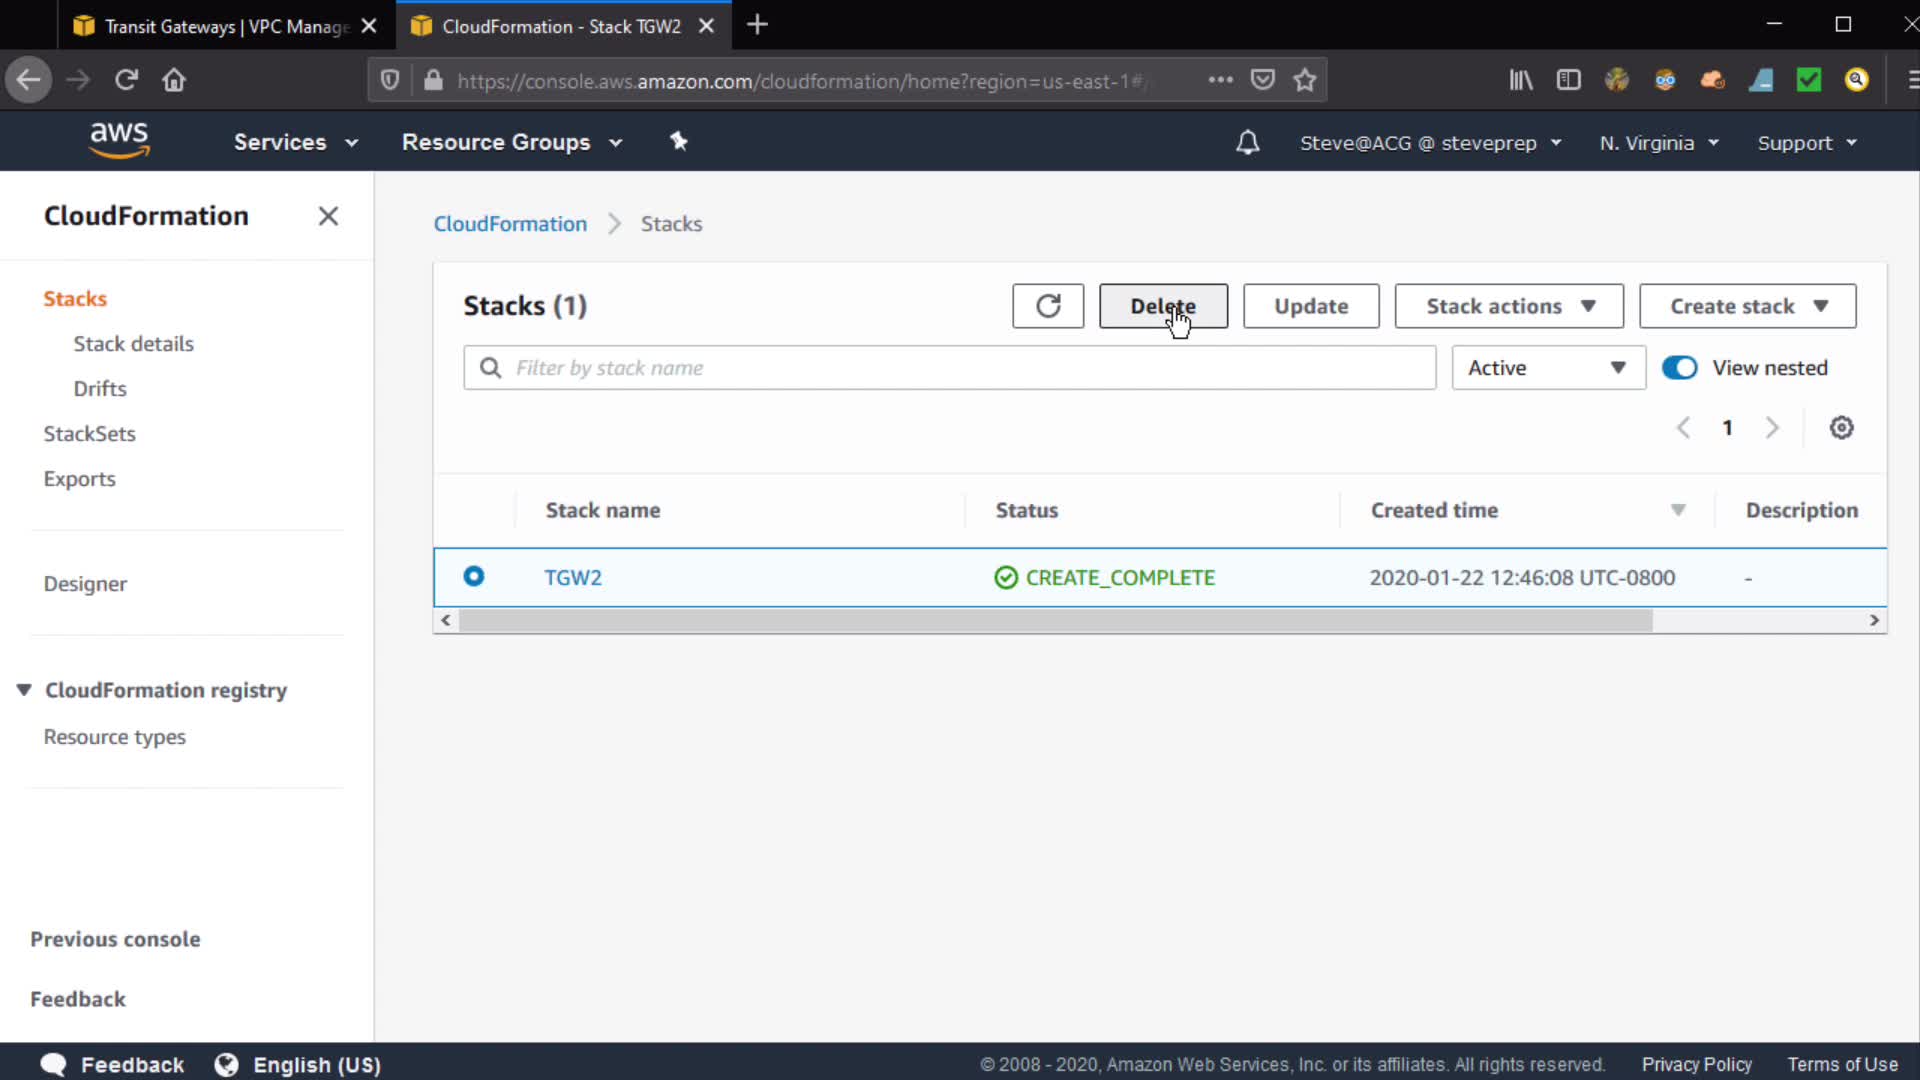 Transit Gateways | VPC Manage
CloudFormation - Stack TGW2
https://console.aws.amazon.com/cloudformation/home?region=us-east-1#/
aws
Services
Resource Groups
Steve@ACG @ steveprep
N. Virginia
Support
CloudFormation
CloudFormation
Stacks
Stacks
Stack details
Drifts
StackSets
Exports
Designer
CloudFormation registry
Resource types
Previous console
Feedback
Stacks (1)
Delete
Update
Stack actions
Create stack
Filter by stack name
Active
View nested
1
Stack name
Status
Created time
Description
TGW2
CREATE_COMPLETE
2020-01-22 12:46:08 UTC-0800
-
Feedback
English (US)
© 2008 - 2020, Amazon Web Services, Inc. or its affiliates. All rights reserved.
Privacy Policy
Terms of Use